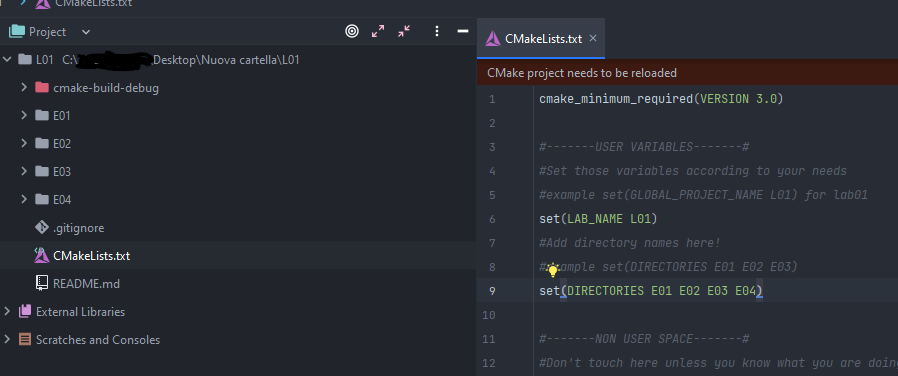 CMakeLists.txt
Project
L01 C:\ Desktop\Nuova cartella\L01
cmake-build-debug
E01
E02
E03
E04
.gitignore
CMakeLists.txt
README.md
External Libraries
Scratches and Consoles
CMakeLists.txt
CMake project needs to be reloaded
1 cmake_minimum_required(VERSION 3.0)
2
3 #-------USER VARIABLES-------#
4 #Set those variables according to your needs
5 #example set(GLOBAL_PROJECT_NAME L01) for lab01
6 set(LAB_NAME L01)
7 #Add directory names here!
8 #example set(DIRECTORIES E01 E02 E03)
9 set(DIRECTORIES E01 E02 E03 E04)
10
11 #-------NON USER SPACE-------#
12 #Don't touch here unless you know what you are doin